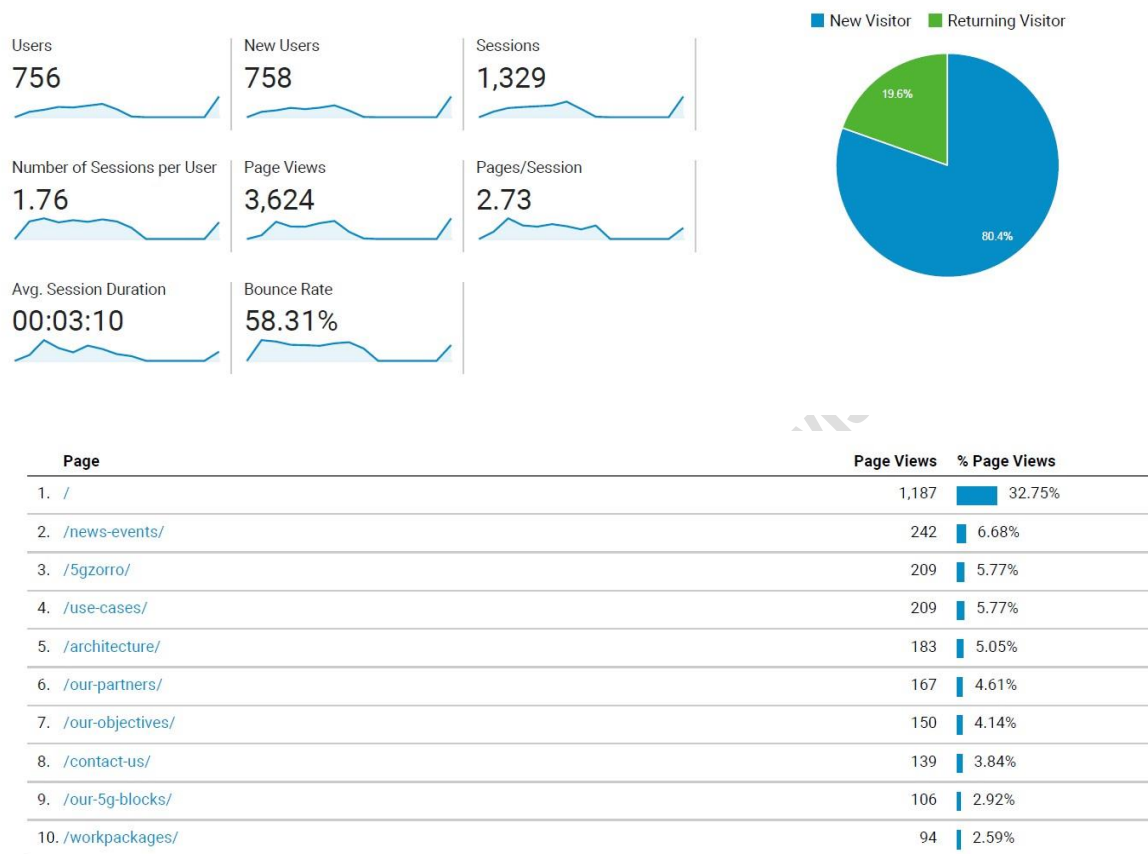 New Visitor Returning Visitor
Users New Users Sessions
756 758 1,329
19.6%
Number of Sessions per User Page Views Pages/Session
1.76 3,624 2.73
80.4%
Avg. Session Duration Bounce Rate
00:03:10 58.31%
Page Page Views % Page Views
1. / 1,187 32.75%
2. /news-events/ 242 6.68%
3. /5gzorro/ 209 5.77%
4. /use-cases/ 209 5.77%
5. /architecture/ 183 5.05%
6. /our-partners/ 167 4.61%
7. /our-objectives/ 150 4.14%
8. /contact-us/ 139 3.84%
9. /our-5g-blocks/ 106 2.92%
10. /workpackages/ 94 2.59%